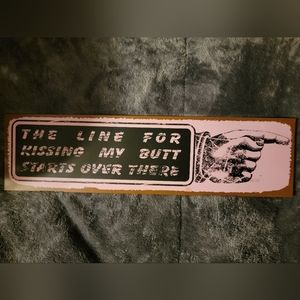 THE LINE FOR
KISSING MY BUTT
STARTS OVER THERE